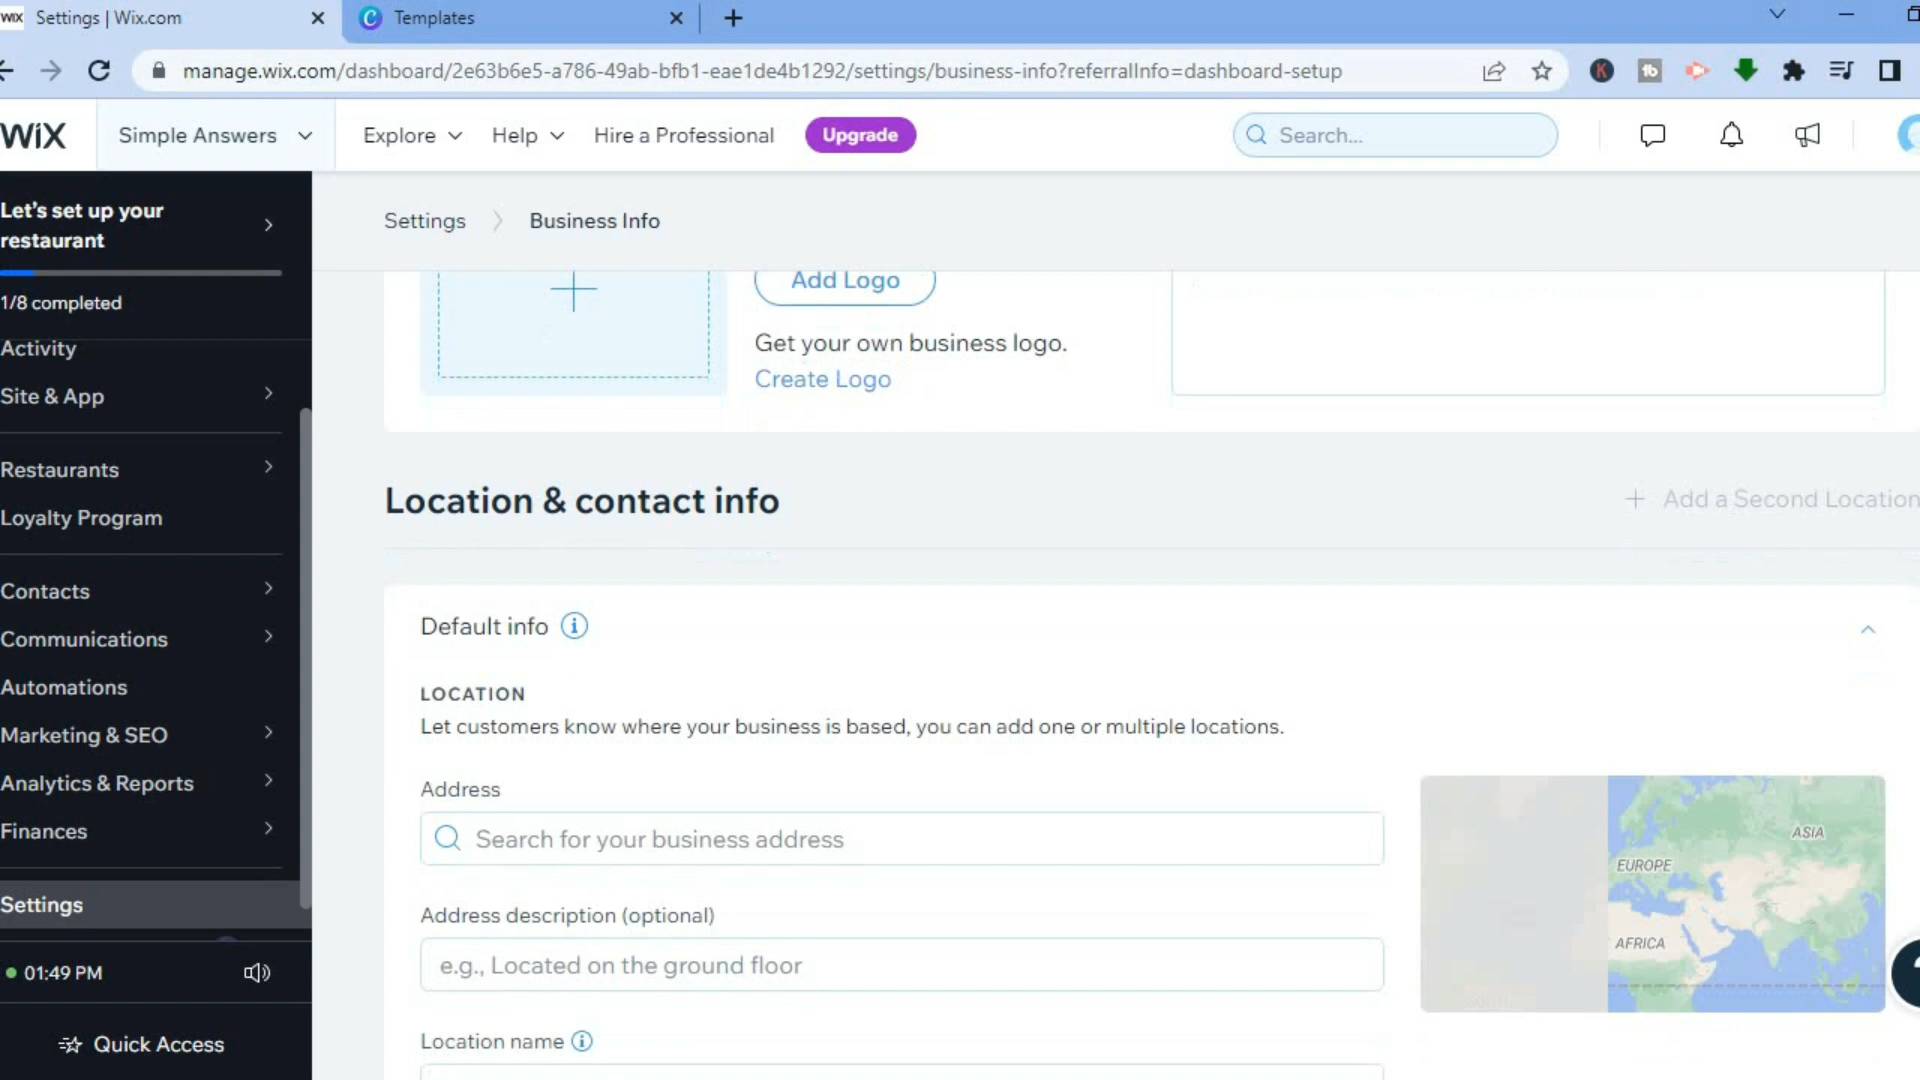 WiX Settings | Wix.com
Templates
manage.wix.com/dashboard/2e63b6e5-a786-49ab-bfb1-eae1de4b1292/settings/business-info?referralInfo=dashboard-setup
K
tb
WiX
Simple Answers
Explore
Help
Hire a Professional
Upgrade
Search...
Let's set up your
restaurant
1/8 completed
Activity
Site & App
Restaurants
Loyalty Program
Contacts
Communications
Automations
Marketing & SEO
Analytics & Reports
Finances
Settings
01:49 PM
Quick Access
Settings
Business Info
Add Logo
Get your own business logo.
Create Logo
Location & contact info
+ Add a Second Location
Default info
LOCATION
Let customers know where your business is based, you can add one or multiple locations.
Address
Search for your business address
Address description (optional)
e.g., Located on the ground floor
Location name
ASIA
EUROPE
AFRICA